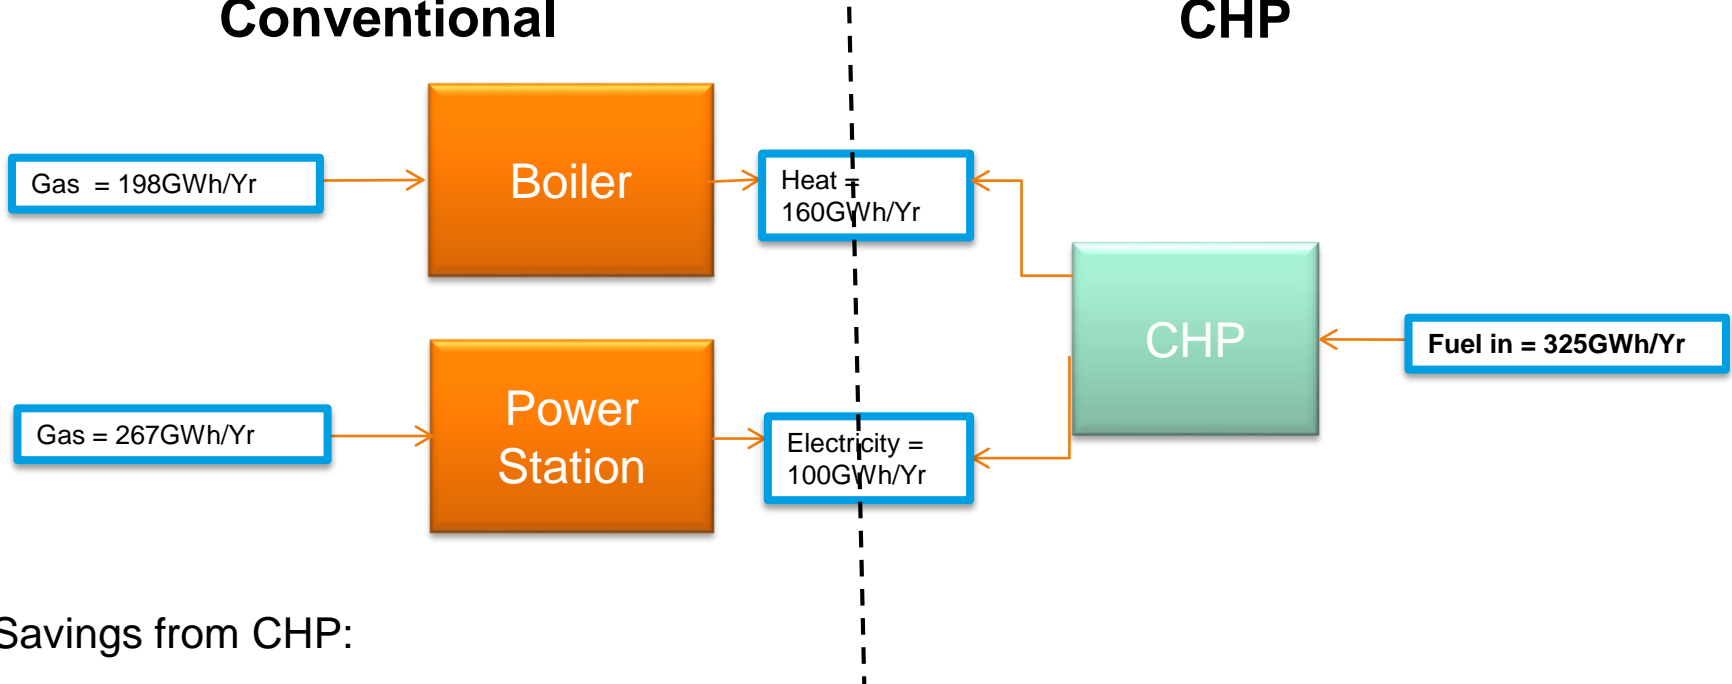 Conventional
CHP
Gas  = 198GWh/Yr
Boiler
Heat =
160GWh/Yr
CHP
Fuel in = 325GWh/Yr
Gas = 267GWh/Yr
Power
Station
Electricity =
100GWh/Yr
Savings from CHP: